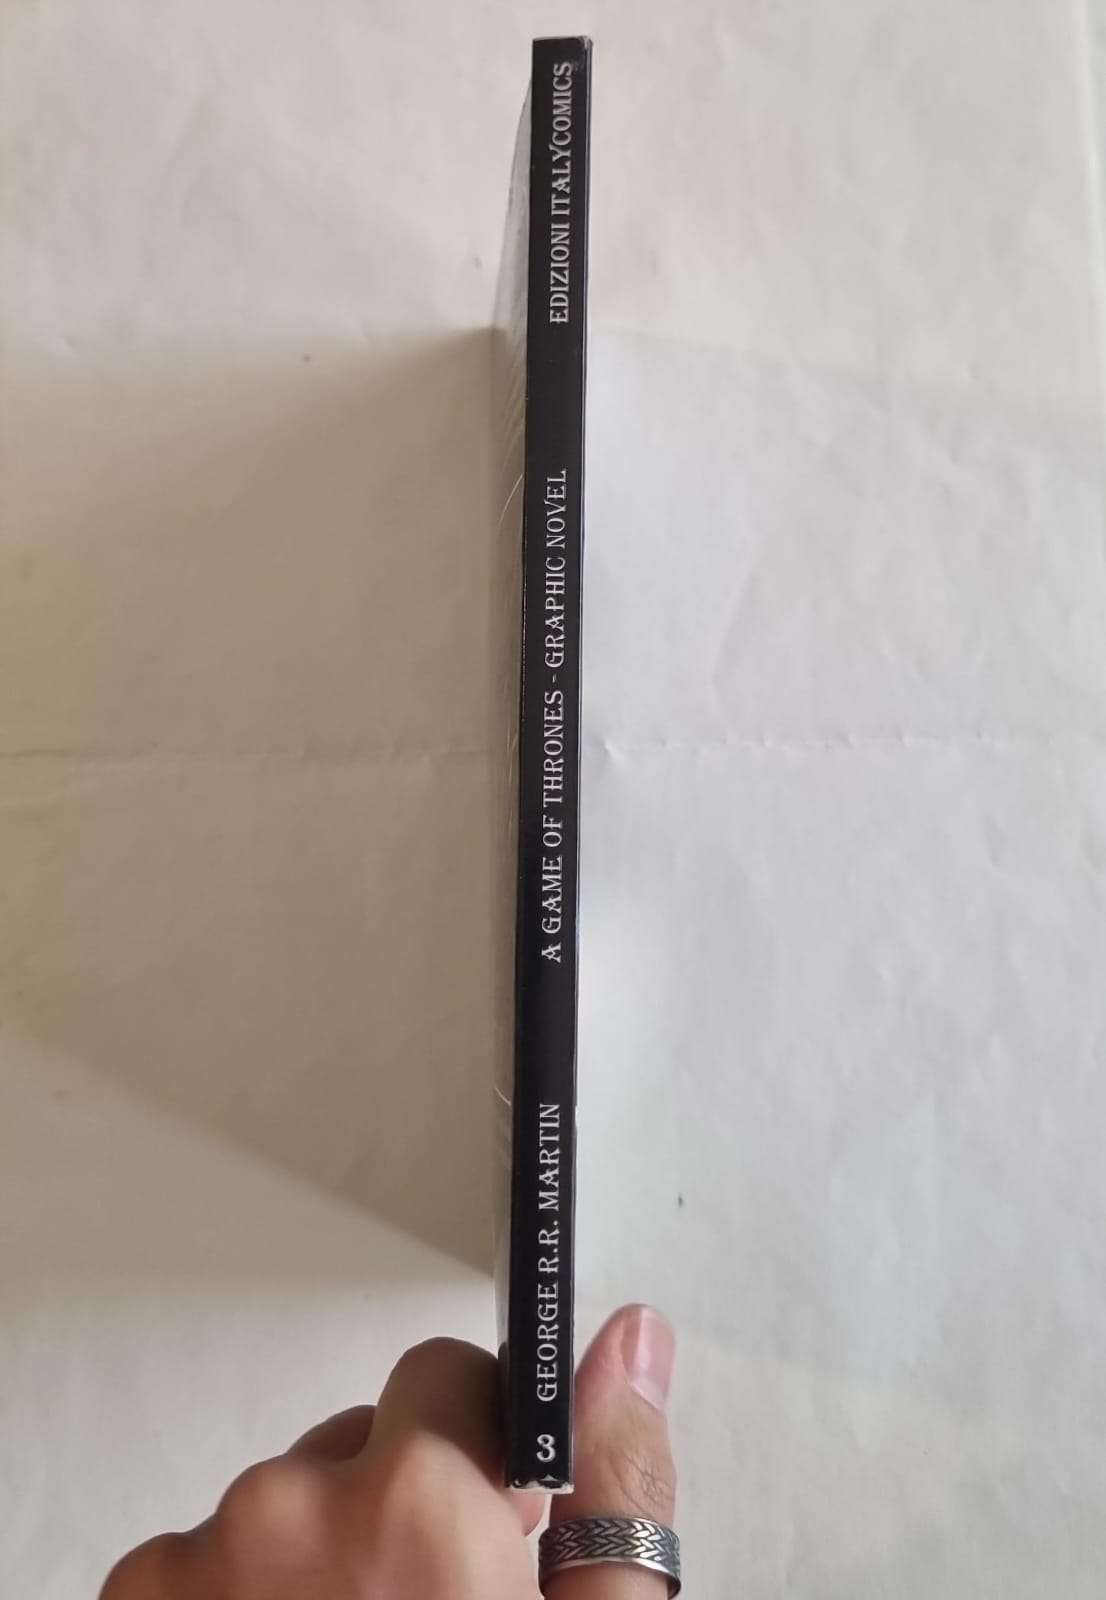 3
GEORGE R.R. MARTIN
A GAME OF THRONES - GRAPHIC NOVEL
EDIZIONI ITALYCOMICS